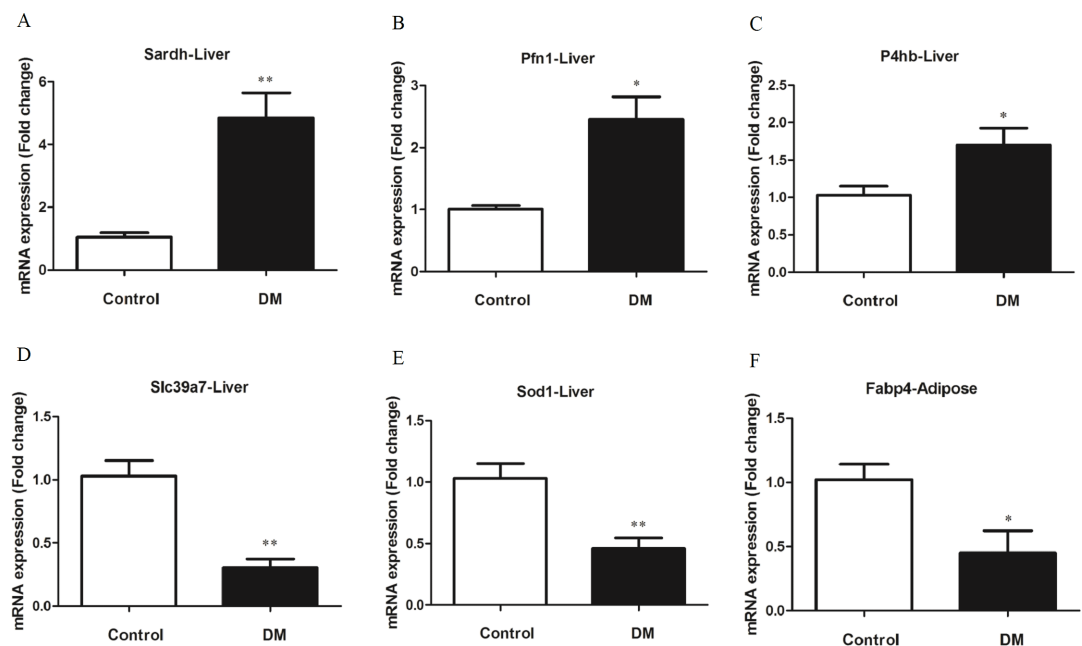 A
Sardh-Liver
mRNA expression (Fold change)
6
4
2
0
**
Control
DM
B
Pfn1-Liver
mRNA expression (Fold change)
3
2
1
0
*
Control
DM
C
P4hb-Liver
mRNA expression (Fold change)
2.5
2.0
1.5
1.0
0.5
0.0
*
Control
DM
D
Slc39a7-Liver
mRNA expression (Fold change)
1.5
1.0
0.5
0.0
**
Control
DM
E
Sod1-Liver
mRNA expression (Fold change)
1.5
1.0
0.5
0.0
**
Control
DM
F
Fabp4-Adipose
mRNA expression (Fold change)
1.5
1.0
0.5
0.0
*
Control
DM